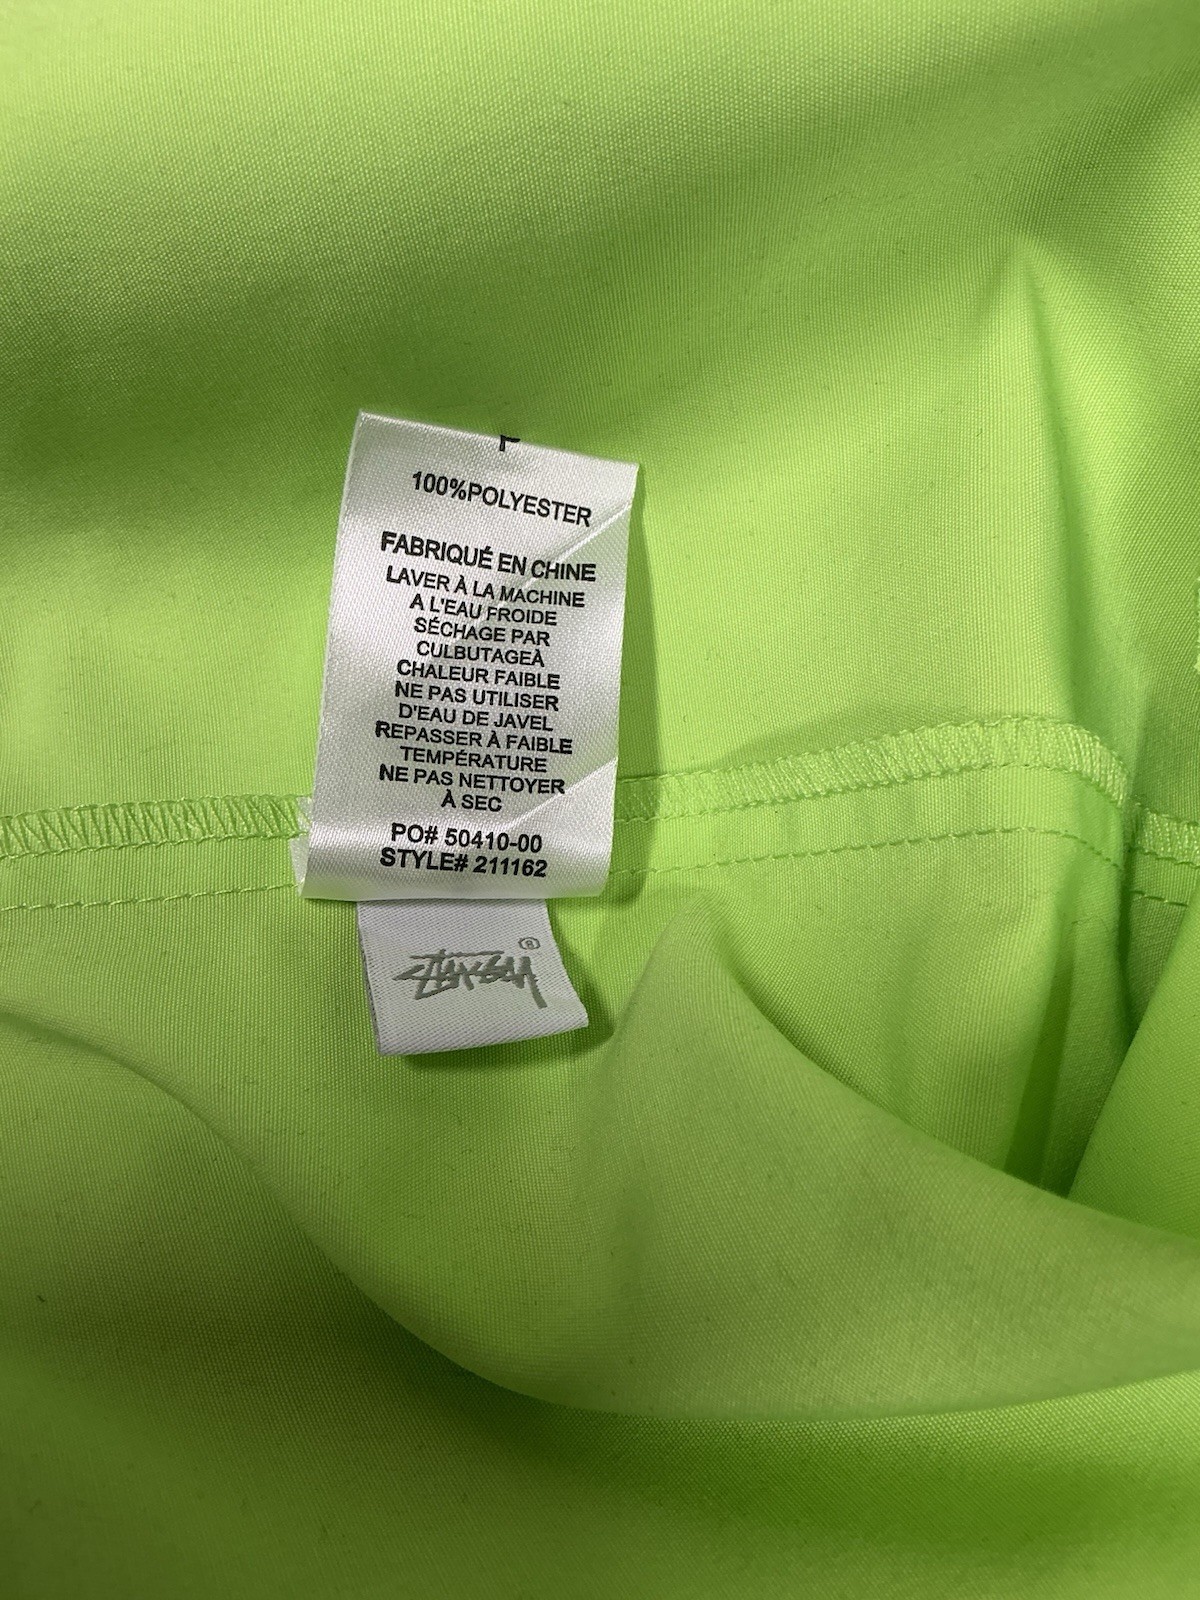 100%POLYESTER
FABRIQUÉ EN CHINE
LAVER À LA MACHINE
A L'EAU FROIDE
SÉCHAGE PAR
CULBUTAGEÀ
CHALEUR FAIBLE
NE PAS UTILISER
D'EAU DE JAVEL
REPASSER À FAIBLE
TEMPÉRATURE
NE PAS NETTOYER
À SEC
PO# 50410-00
STYLE# 211162
STÜSSY ®